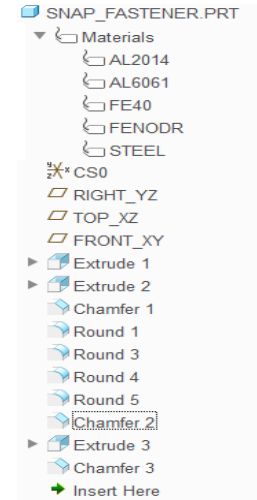 SNAP_FASTENER.PRT
Materials
AL2014
AL6061
FE40
FENODR
STEEL
CS0
RIGHT_YZ
TOP_XZ
FRONT_XY
Extrude 1
Extrude 2
Chamfer 1
Round 1
Round 3
Round 4
Round 5
Chamfer 2
Extrude 3
Chamfer 3
Insert Here